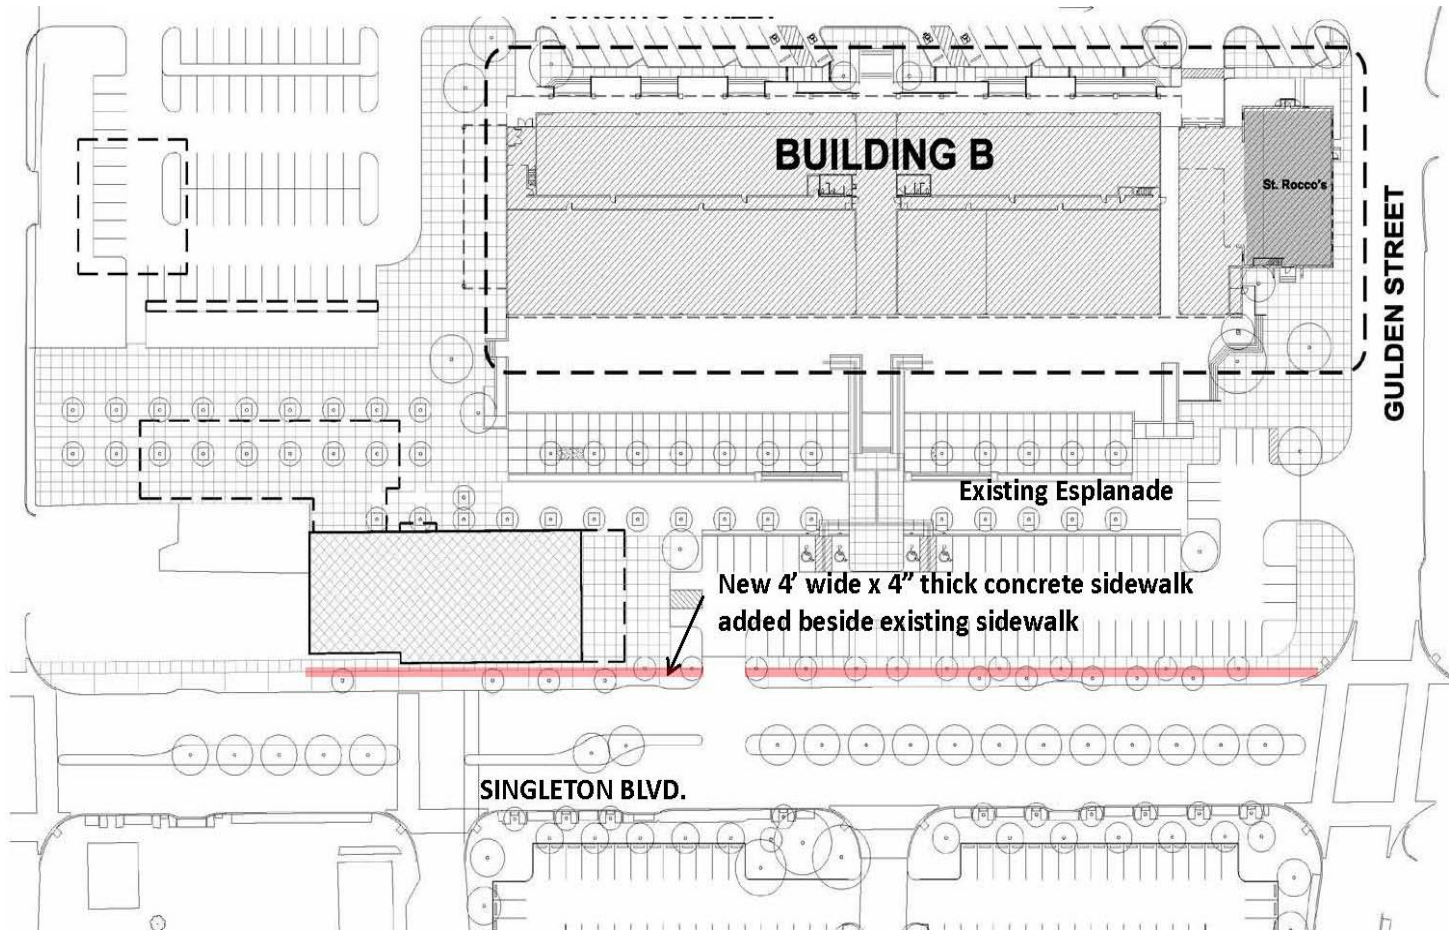 BUILDING B
St. Rocco's
GULDEN STREET
Existing Esplanade
New 4' wide x 4" thick concrete sidewalk
added beside existing sidewalk
SINGLETON BLVD.